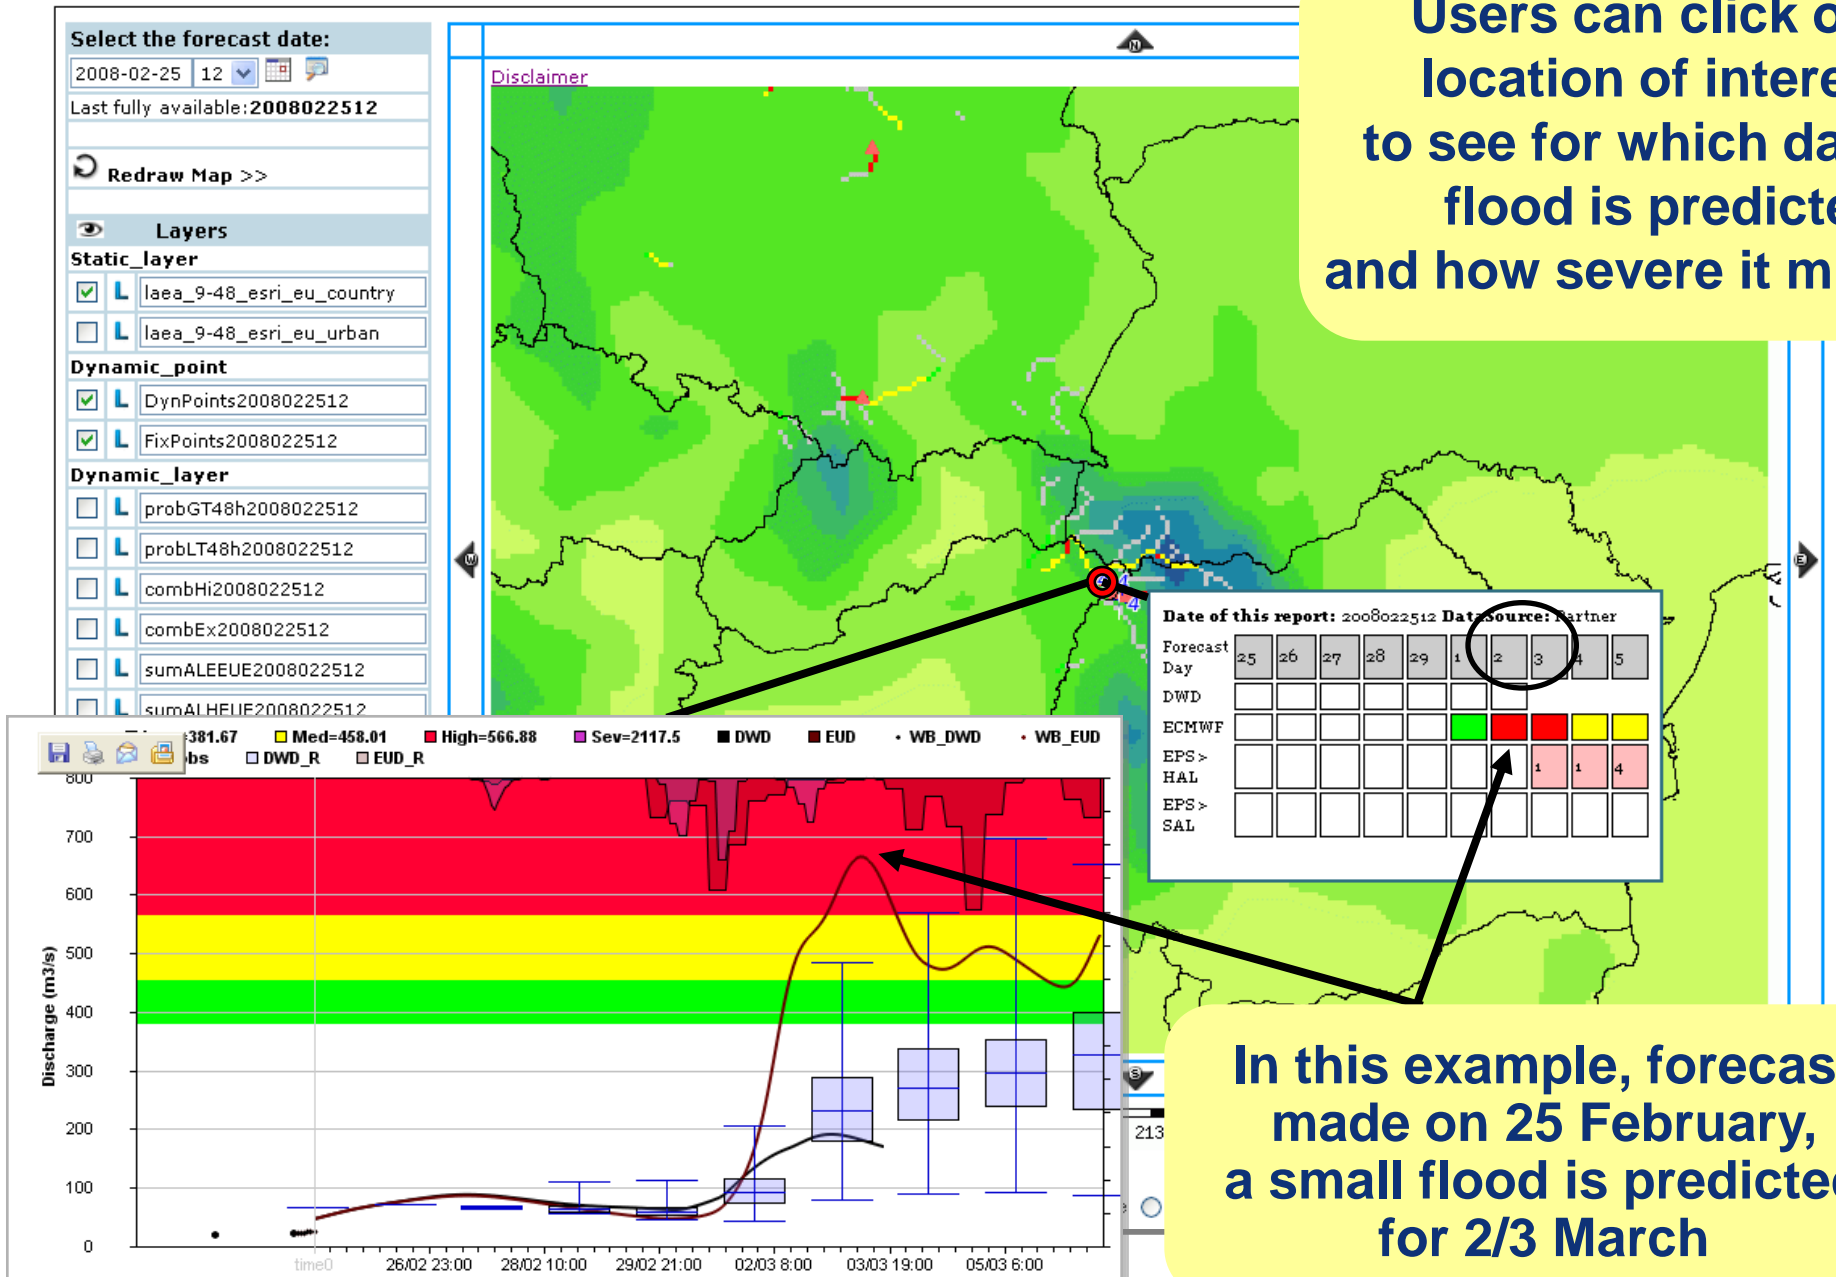 Select the forecast date:
2008-02-25 12
Last fully available:2008022512
Redraw Map >>
Layers
Static_layer
L laea_9-48_esri_eu_country
L laea_9-48_esri_eu_urban
Dynamic_point
L DynPoints2008022512
L FixPoints2008022512
Dynamic_layer
L probGT48h2008022512
L probLT48h2008022512
L combHi2008022512
L combEx2008022512
L sumALEEUE2008022512
L sumALHEUE2008022512
Disclaimer
N
W
E
S
Users can click
location of
to see for which
flood is
and how severe it
4
4
Date of this report: 2008022512 DataSource: Partner
Forecast Day 25 26 27 28 29 1 2 3 4 5
DWD
ECMWF
EPS> HAL 1 1 4
EPS> SAL
=381.67 Med=458.01 High=566.88 Sev=2117.5 DWD EUD WB_DWD WB_EUD
DWD_R EUD_R
800
700
600
500
400
300
200
100
0
Discharge (m3/s)
time0 26/02 23:00 28/02 10:00 29/02 21:00 02/03 8:00 03/03 19:00 05/03 6:00
213
In this example,
made on 25 February,
a small flood is predicted
for 2/3 March